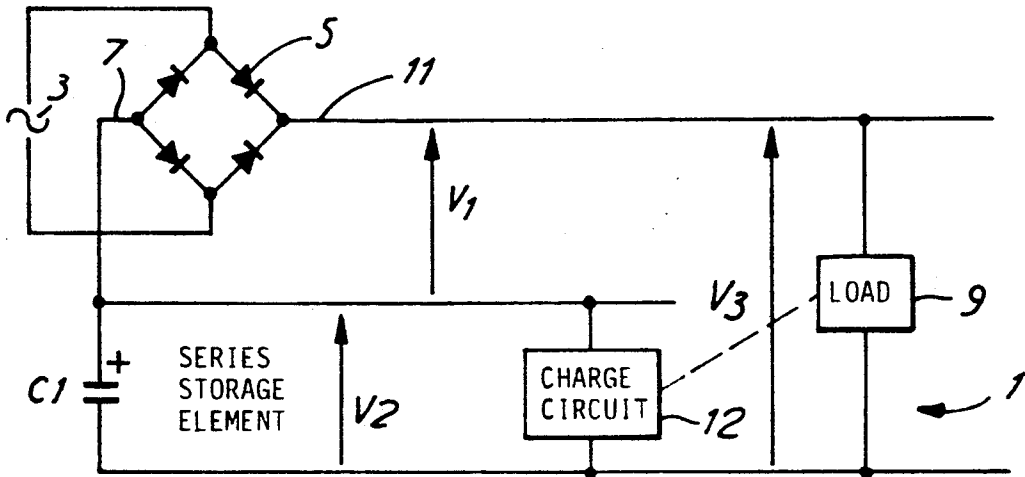 5
7
3
11
V1
V3
LOAD
9
C1
+
SERIES
STORAGE
ELEMENT
V2
CHARGE
CIRCUIT
12
1